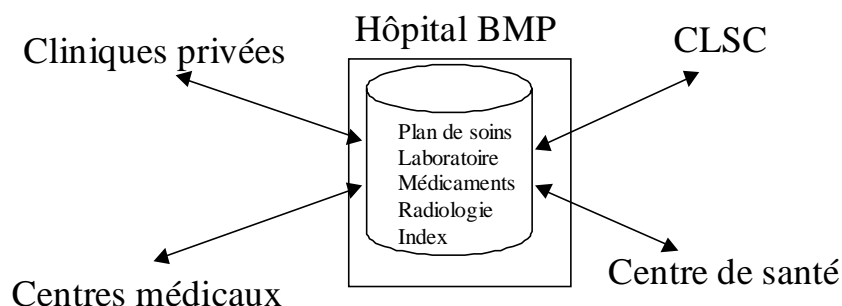 Hôpital BMP
Cliniques privées
CLSC
Plan de soins
Laboratoire
Médicaments
Radiologie
Index
Centres médicaux
Centre de santé